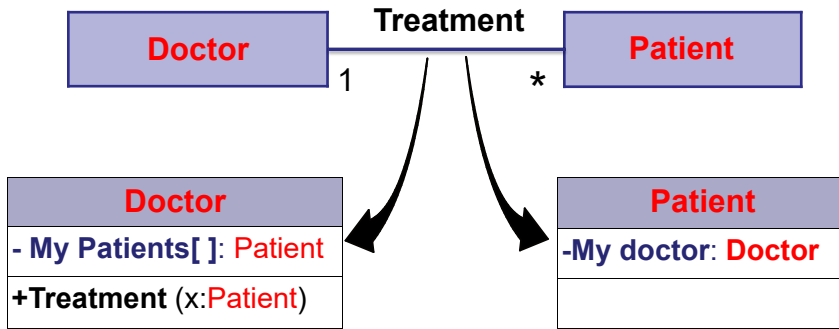 Treatment
Doctor
Patient
1
*
Doctor
- My Patients[ ]: Patient
+Treatment (x:Patient)
Patient
-My doctor: Doctor